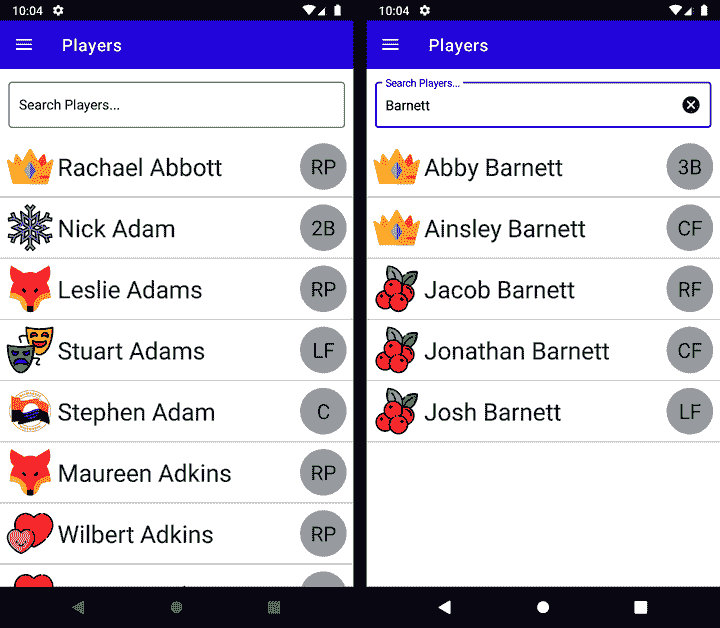 10:04
Players
Search Players...
Rachael Abbott RP
Nick Adam 2B
Leslie Adams RP
Stuart Adams LF
Stephen Adam C
Maureen Adkins RP
Wilbert Adkins RP
10:04
Players
Search Players...
Barnett
Abby Barnett 3B
Ainsley Barnett CF
Jacob Barnett RF
Jonathan Barnett CF
Josh Barnett LF